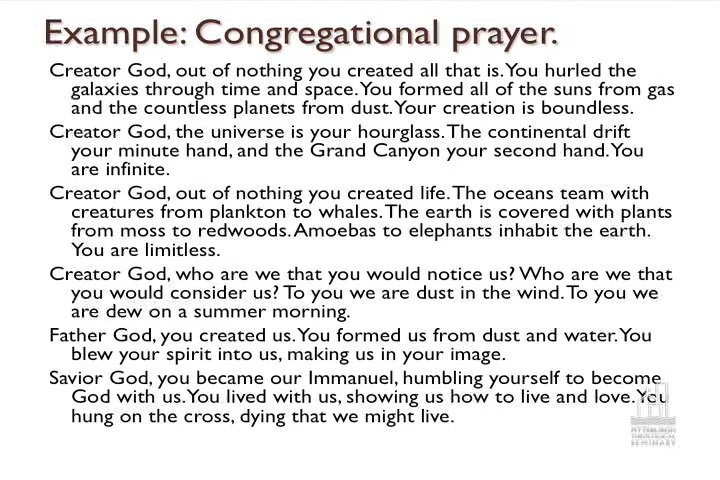 Example: Congregational prayer.
Creator God, out of nothing you created all that is. You hurled the
galaxies through time and space. You formed all of the suns from gas
and the countless planets from dust. Your creation is boundless.
Creator God, the universe is your hourglass. The continental drift
your minute hand, and the Grand Canyon your second hand. You
are infinite.
Creator God, out of nothing you created life. The oceans team with
creatures from plankton to whales. The earth is covered with plants
from moss to redwoods. Amoebas to elephants inhabit the earth.
You are limitless.
Creator God, who are we that you would notice us? Who are we that
you would consider us? To you we are dust in the wind. To you we
are dew on a summer morning.
Father God, you created us. You formed us from dust and water. You
blew your spirit into us, making us in your image.
Savior God, you became our Immanuel, humbling yourself to become
God with us. You lived with us, showing us how to live and love. You
hung on the cross, dying that we might live.
PITTSBURGH
THEOLOGICAL
SEMINARY